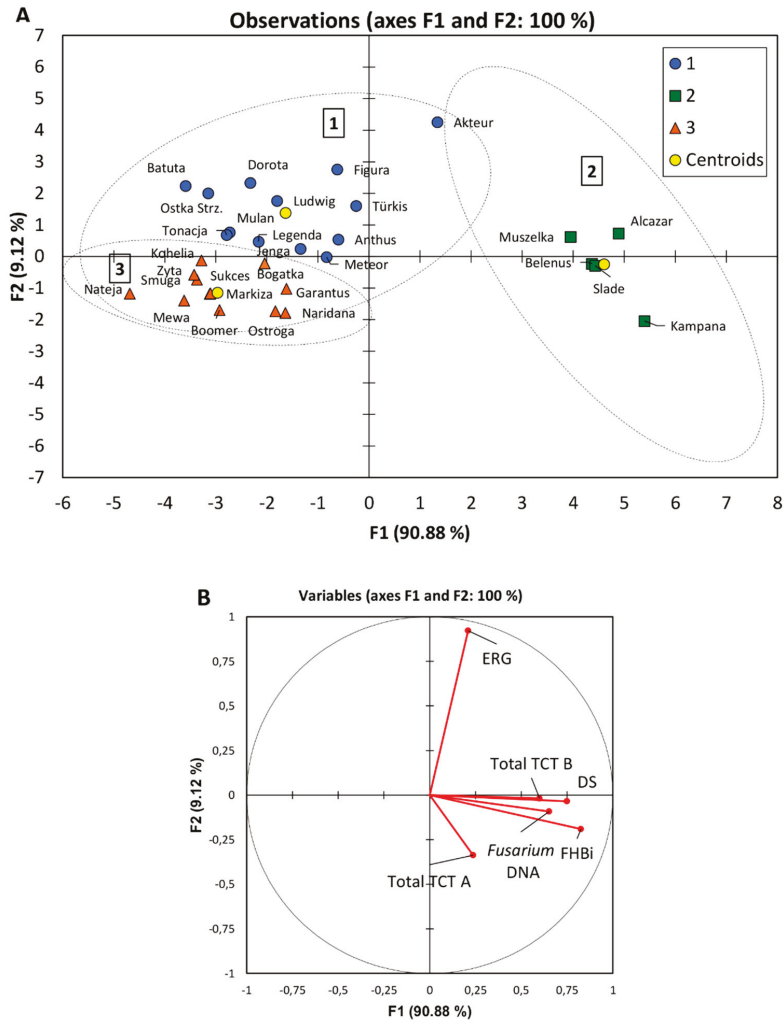 A
Observations (axes F1 and F2: 100 %)
7
6
5
4
3
2
1
0
-1
-2
-3
-4
-5
-6
-7
F2 (9.12 %)
1
2
3
Centroids
1
2
3
Akteur
Batuta
Dorota
Figura
Ostka Strz.
Ludwig
Türkis
Mulan
Tonacja
Legenda
Anthus
Jenga
Meteor
Kqhelia
Zyta
Sukces
Bogatka
Smuga
Nateja
Markiza
Garantus
Mewa
Boomer
Ostroga
Naridana
Muszelka
Alcazar
Belenus
Slade
Kampana
-6 -5 -4 -3 -2 -1 0 1 2 3 4 5 6 7 8
F1 (90.88 %)
B
Variables (axes F1 and F2: 100 %)
1
0,75
0,5
0,25
0
-0,25
-0,5
-0,75
-1
F2 (9.12 %)
ERG
Total TCT B
DS
Fusarium
DNA
FHBi
Total TCT A
-1 -0,75 -0,5 -0,25 0 0,25 0,5 0,75 1
F1 (90.88 %)